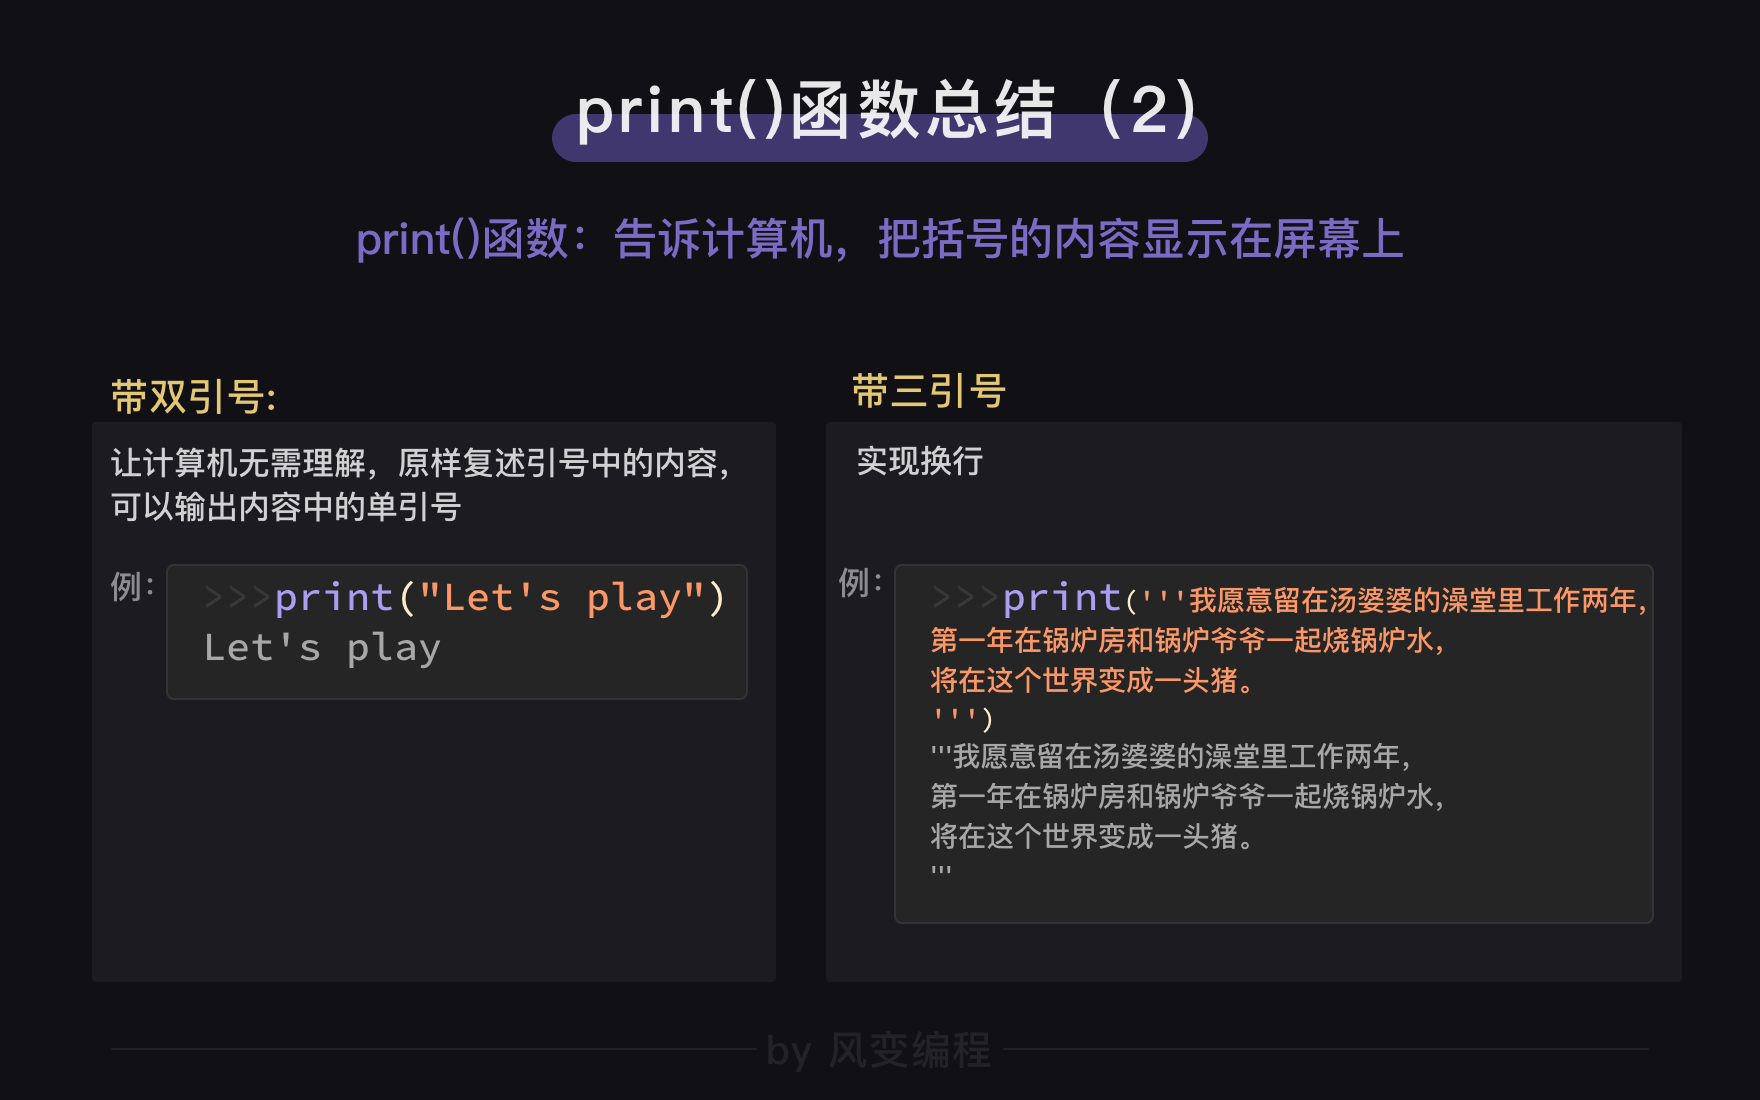 print()函数总结（2）
print()函数：告诉计算机，把括号的内容显示在屏幕上
带双引号:
让计算机无需理解，原样复述引号中的内容，
可以输出内容中的单引号
例：
>>>print("Let's play")
Let's play
带三引号
实现换行
例：
>>>print('''我愿意留在汤婆婆的澡堂里工作两年，
第一年在锅炉房和锅炉爷爷一起烧锅炉水，
将在这个世界变成一头猪。
''')
'''我愿意留在汤婆婆的澡堂里工作两年，
第一年在锅炉房和锅炉爷爷一起烧锅炉水，
将在这个世界变成一头猪。
'''
by 风变编程